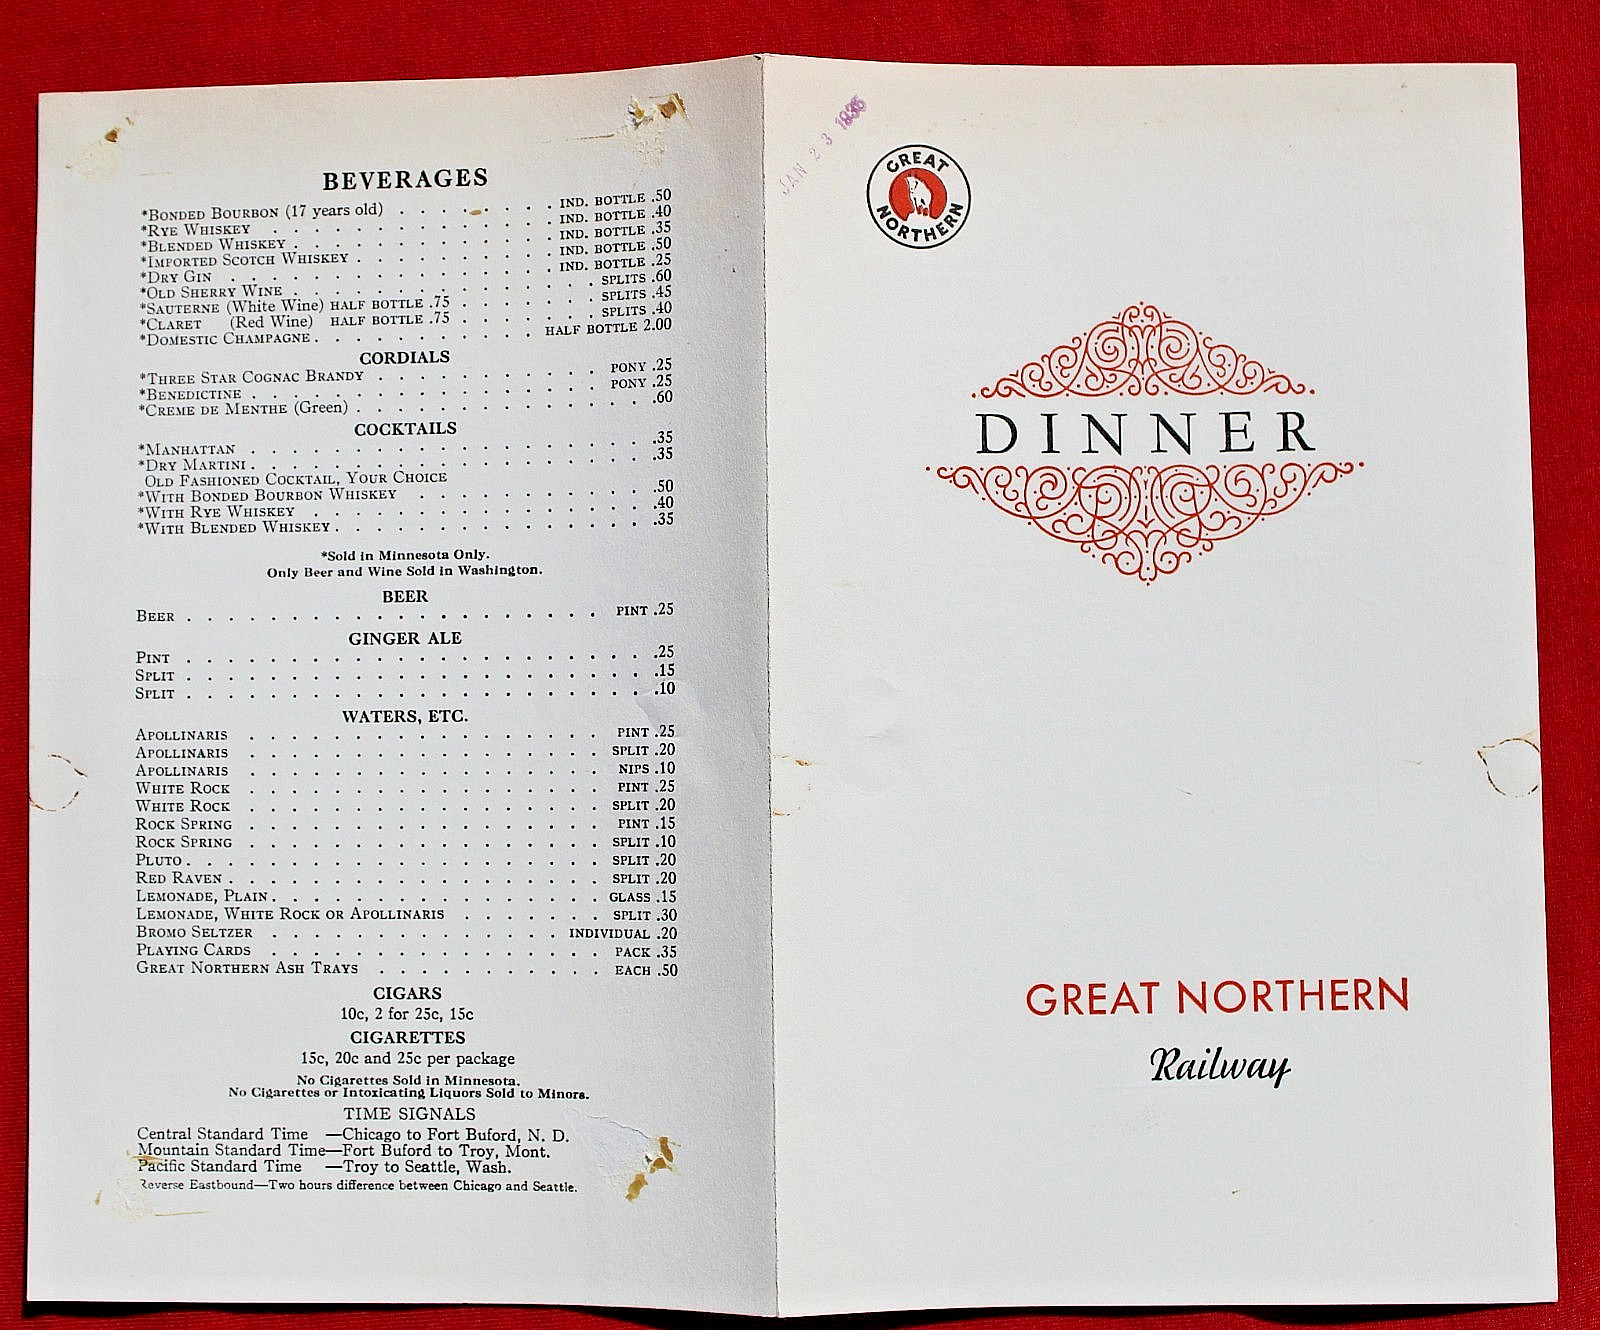 BEVERAGES
*BONDED BOURBON (17 years old) . . . . . . . . IND. BOTTLE .50
*RYE WHISKEY . . . . . . . . . . . . . . IND. BOTTLE .40
*BLENDED WHISKEY . . . . . . . . . . . . . IND. BOTTLE .35
*IMPORTED SCOTCH WHISKEY . . . . . . . . . . IND. BOTTLE .50
*DRY GIN . . . . . . . . . . . . . . . . IND. BOTTLE .25
*OLD SHERRY WINE . . . . . . . . . . . . . . . SPLITS .60
*SAUTERNE (White Wine) HALF BOTTLE .75 . . . . . . . SPLITS .45
*CLARET (Red Wine) HALF BOTTLE .75 . . . . . . . SPLITS .40
*DOMESTIC CHAMPAGNE . . . . . . . . . . . HALF BOTTLE 2.00
CORDIALS
*THREE STAR COGNAC BRANDY . . . . . . . . . . . PONY .25
*BENEDICTINE . . . . . . . . . . . . . . . . . PONY .25
*CREME DE MENTHE (Green) . . . . . . . . . . . . . . .60
COCKTAILS
*MANHATTAN . . . . . . . . . . . . . . . . . . . .35
*DRY MARTINI . . . . . . . . . . . . . . . . . . . .35
OLD FASHIONED COCKTAIL, YOUR CHOICE
*WITH BONDED BOURBON WHISKEY . . . . . . . . . . . .50
*WITH RYE WHISKEY . . . . . . . . . . . . . . . . .40
*WITH BLENDED WHISKEY . . . . . . . . . . . . . . . .35
*Sold in Minnesota Only.
Only Beer and Wine Sold in Washington.
BEER
BEER . . . . . . . . . . . . . . . . . . . . PINT .25
GINGER ALE
PINT . . . . . . . . . . . . . . . . . . . . . . .25
SPLIT . . . . . . . . . . . . . . . . . . . . . . .15
SPLIT . . . . . . . . . . . . . . . . . . . . . . .10
WATERS, ETC.
APOLLINARIS . . . . . . . . . . . . . . . . . PINT .25
APOLLINARIS . . . . . . . . . . . . . . . . . SPLIT .20
APOLLINARIS . . . . . . . . . . . . . . . . . NIPS .10
WHITE ROCK . . . . . . . . . . . . . . . . . PINT .25
WHITE ROCK . . . . . . . . . . . . . . . . . SPLIT .20
ROCK SPRING . . . . . . . . . . . . . . . . . PINT .15
ROCK SPRING . . . . . . . . . . . . . . . . . SPLIT .10
PLUTO . . . . . . . . . . . . . . . . . . . . SPLIT .20
RED RAVEN . . . . . . . . . . . . . . . . . . SPLIT .20
LEMONADE, PLAIN . . . . . . . . . . . . . . . . GLASS .15
LEMONADE, WHITE ROCK OR APOLLINARIS . . . . . . . SPLIT .30
BROMO SELTZER . . . . . . . . . . . . . . INDIVIDUAL .20
PLAYING CARDS . . . . . . . . . . . . . . . . PACK .35
GREAT NORTHERN ASH TRAYS . . . . . . . . . . . EACH .50
CIGARS
10c, 2 for 25c, 15c
CIGARETTES
15c, 20c and 25c per package
No Cigarettes Sold in Minnesota.
No Cigarettes or Intoxicating Liquors Sold to Minors.
TIME SIGNALS
Central Standard Time —Chicago to Fort Buford, N. D.
Mountain Standard Time—Fort Buford to Troy, Mont.
Pacific Standard Time —Troy to Seattle, Wash.
Reverse Eastbound—Two hours difference between Chicago and Seattle.
JAN 2 3
GREAT
NORTHERN
DINNER
GREAT NORTHERN
Railway